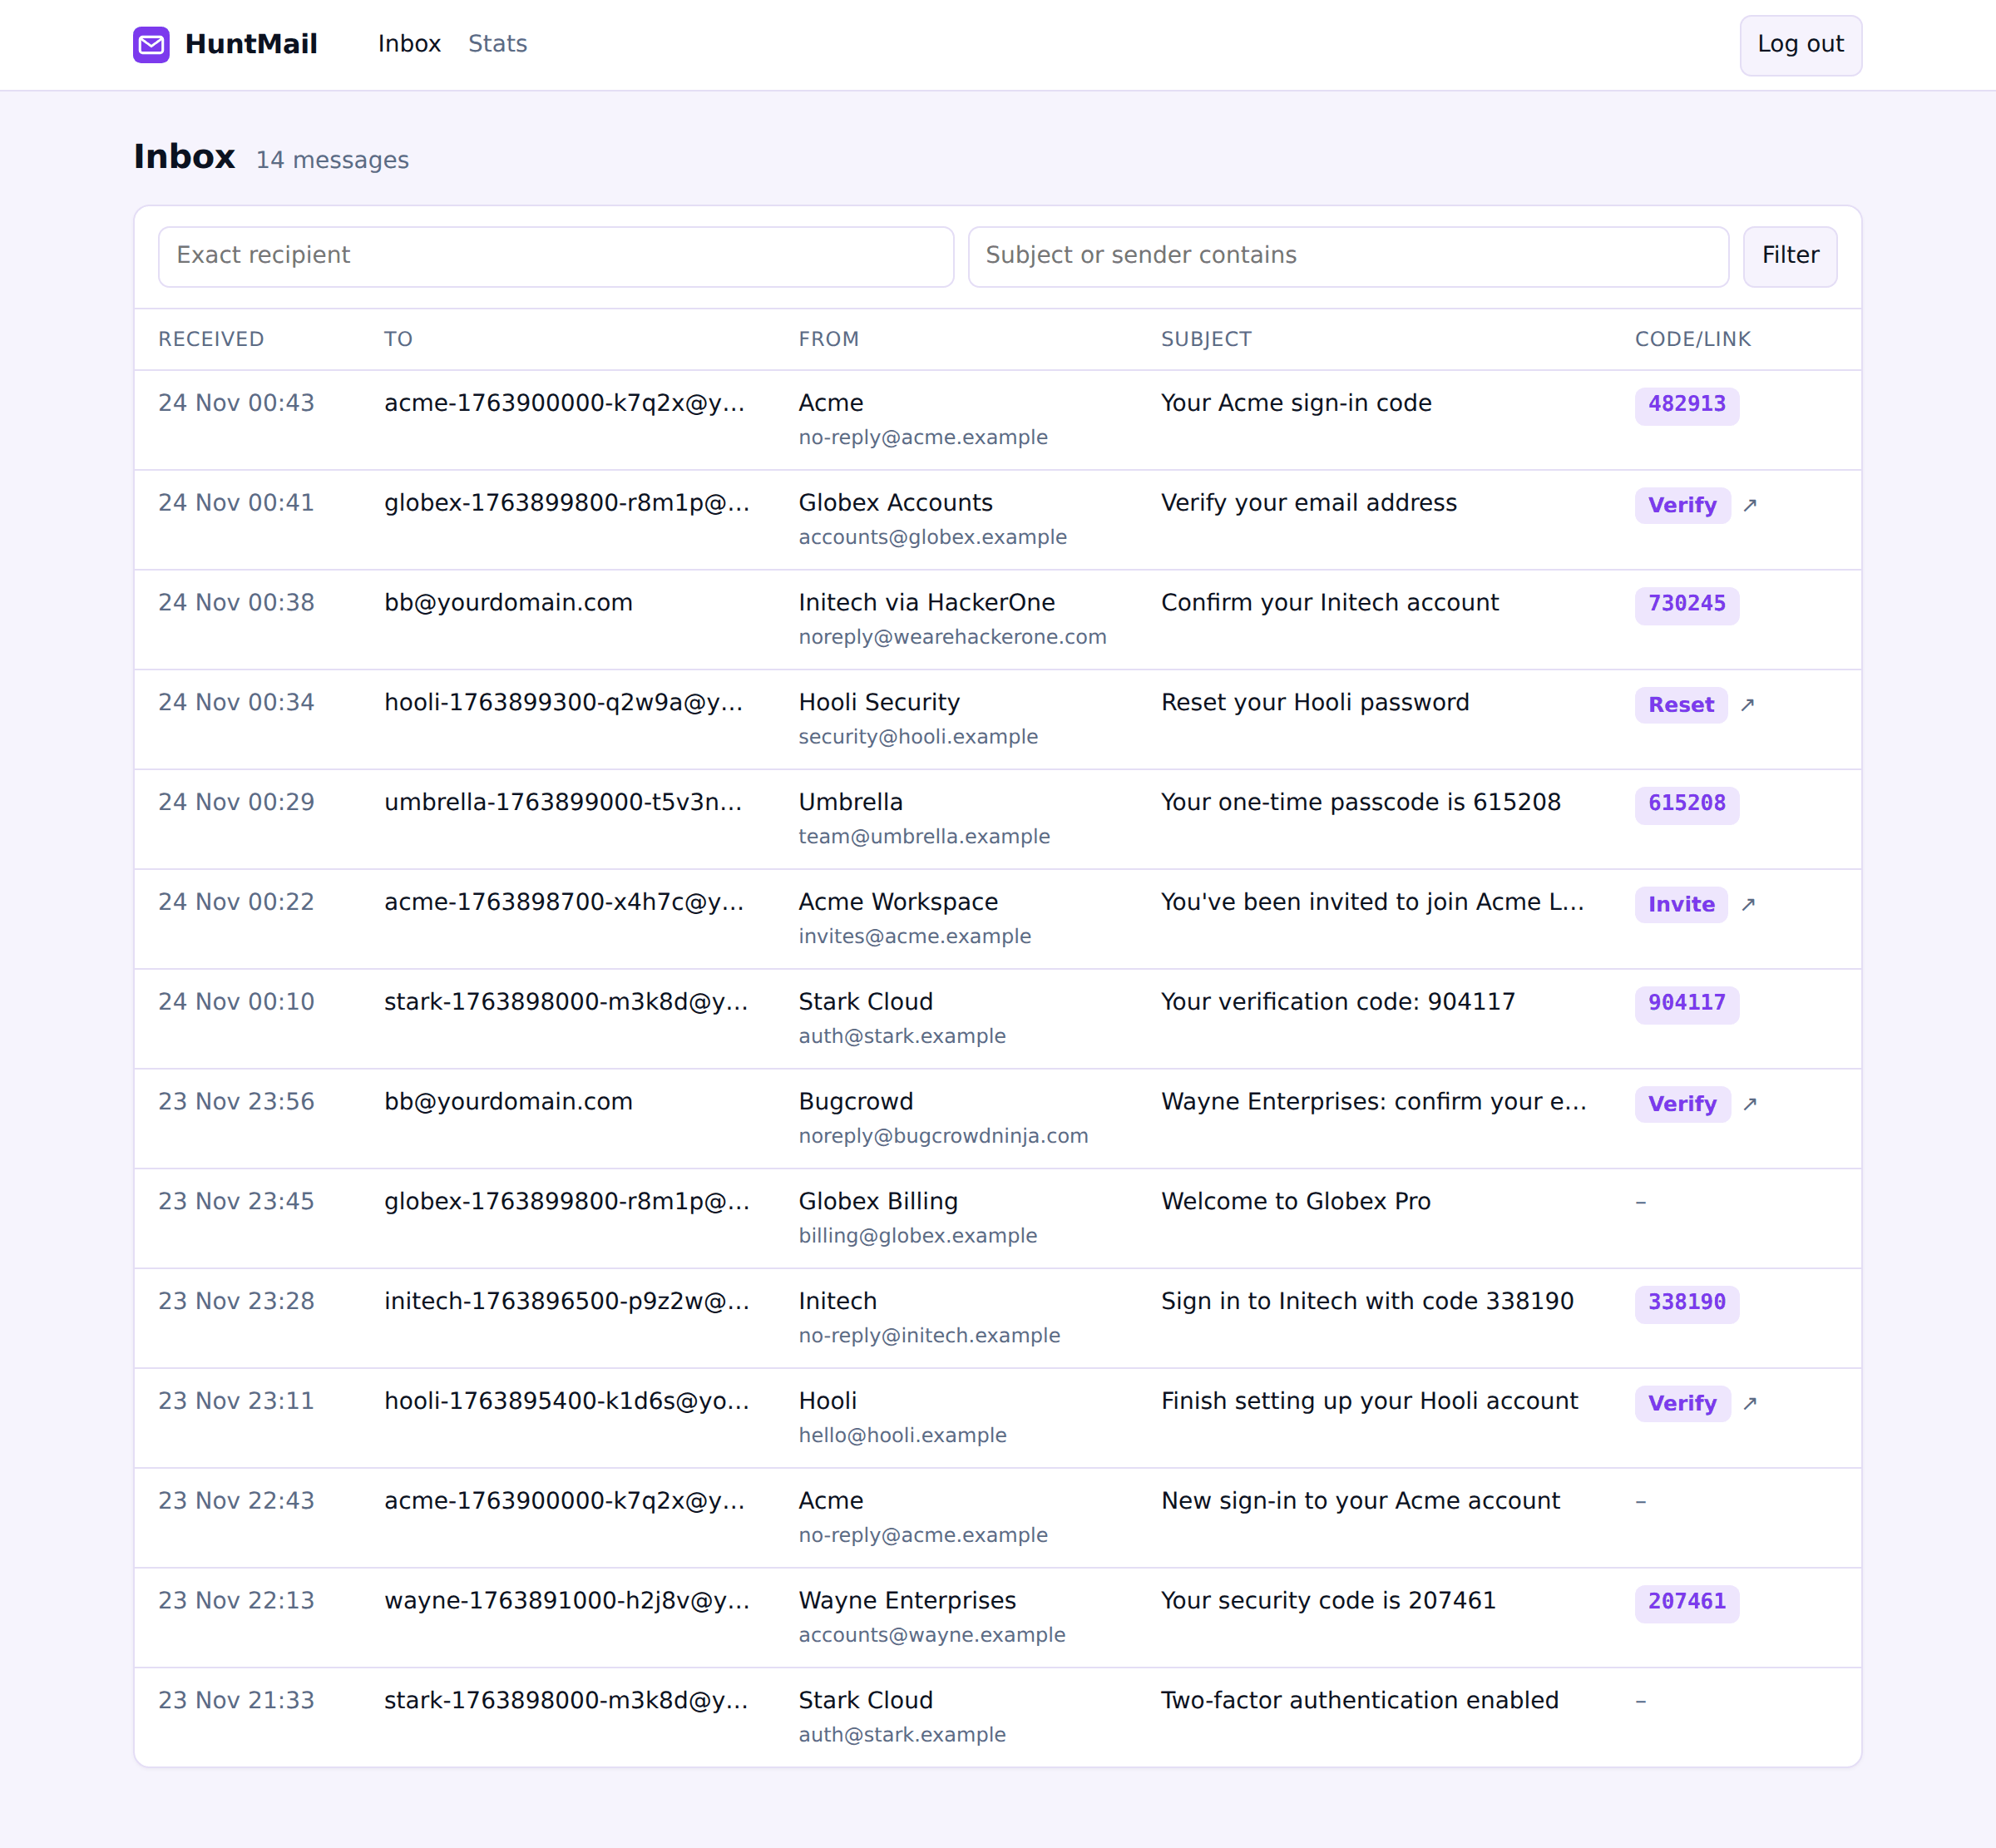 HuntMail Inbox Stats Log out
Inbox 14 messages
Exact recipient Subject or sender contains Filter
RECEIVED TO FROM SUBJECT CODE/LINK
24 Nov 00:43 acme-1763900000-k7q2x@y... Acme Your Acme sign-in code 482913
no-reply@acme.example
24 Nov 00:41 globex-1763899800-r8m1p@... Globex Accounts Verify your email address Verify ↗
accounts@globex.example
24 Nov 00:38 bb@yourdomain.com Initech via HackerOne Confirm your Initech account 730245
noreply@wearehackerone.com
24 Nov 00:34 hooli-1763899300-q2w9a@y... Hooli Security Reset your Hooli password Reset ↗
security@hooli.example
24 Nov 00:29 umbrella-1763899000-t5v3n... Umbrella Your one-time passcode is 615208 615208
team@umbrella.example
24 Nov 00:22 acme-1763898700-x4h7c@y... Acme Workspace You've been invited to join Acme L... Invite ↗
invites@acme.example
24 Nov 00:10 stark-1763898000-m3k8d@y... Stark Cloud Your verification code: 904117 904117
auth@stark.example
23 Nov 23:56 bb@yourdomain.com Bugcrowd Wayne Enterprises: confirm your e... Verify ↗
noreply@bugcrowdninja.com
23 Nov 23:45 globex-1763899800-r8m1p@... Globex Billing Welcome to Globex Pro –
billing@globex.example
23 Nov 23:28 initech-1763896500-p9z2w@... Initech Sign in to Initech with code 338190 338190
no-reply@initech.example
23 Nov 23:11 hooli-1763895400-k1d6s@yo... Hooli Finish setting up your Hooli account Verify ↗
hello@hooli.example
23 Nov 22:43 acme-1763900000-k7q2x@y... Acme New sign-in to your Acme account –
no-reply@acme.example
23 Nov 22:13 wayne-1763891000-h2j8v@y... Wayne Enterprises Your security code is 207461 207461
accounts@wayne.example
23 Nov 21:33 stark-1763898000-m3k8d@y... Stark Cloud Two-factor authentication enabled –
auth@stark.example